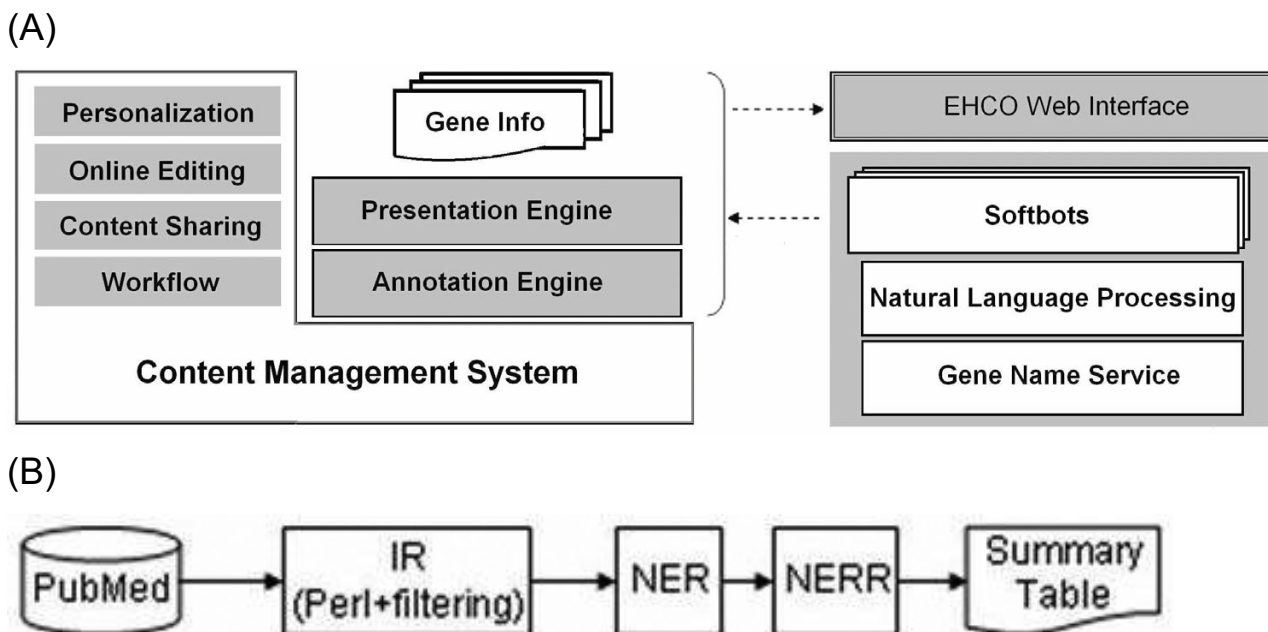 (A)
Personalization
Online Editing
Content Sharing
Workflow
Content Management System
Gene Info
Presentation Engine
Annotation Engine
EHCO Web Interface
Softbots
Natural Language Processing
Gene Name Service
(B)
PubMed
IR
(Perl+filtering)
NER
NERR
Summary
Table